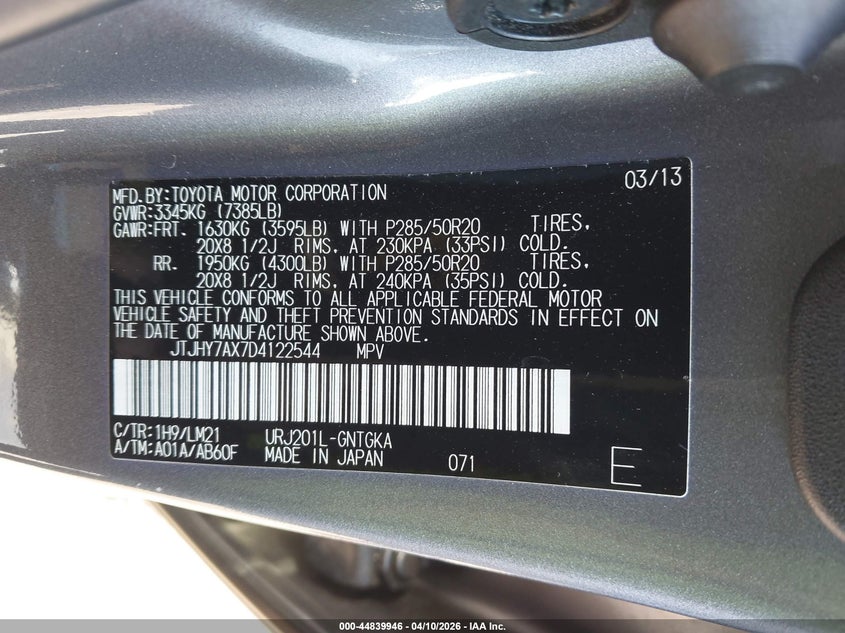 03/13
MFD.BY:TOYOTA MOTOR CORPORATION
GVWR:3345KG (7385LB)
GAWR:FRT. 1630KG (3595LB) WITH P285/50R20 TIRES,
20X8 1/2J RIMS, AT 230KPA (33PSI) COLD.
RR. 1950KG (4300LB) WITH P285/50R20 TIRES,
20X8 1/2J RIMS, AT 240KPA (35PSI) COLD.
THIS VEHICLE CONFORMS TO ALL APPLICABLE FEDERAL MOTOR
VEHICLE SAFETY AND THEFT PREVENTION STANDARDS IN EFFECT ON
THE DATE OF MANUFACTURE SHOWN ABOVE.
JTJHY7AX7D4122544 MPV
C/TR:1H9/LM21 URJ201L-GNTGKA
A/TM:A01A/AB60F MADE IN JAPAN 071 E
000-44839946 - 04/10/2026 - IAA Inc.